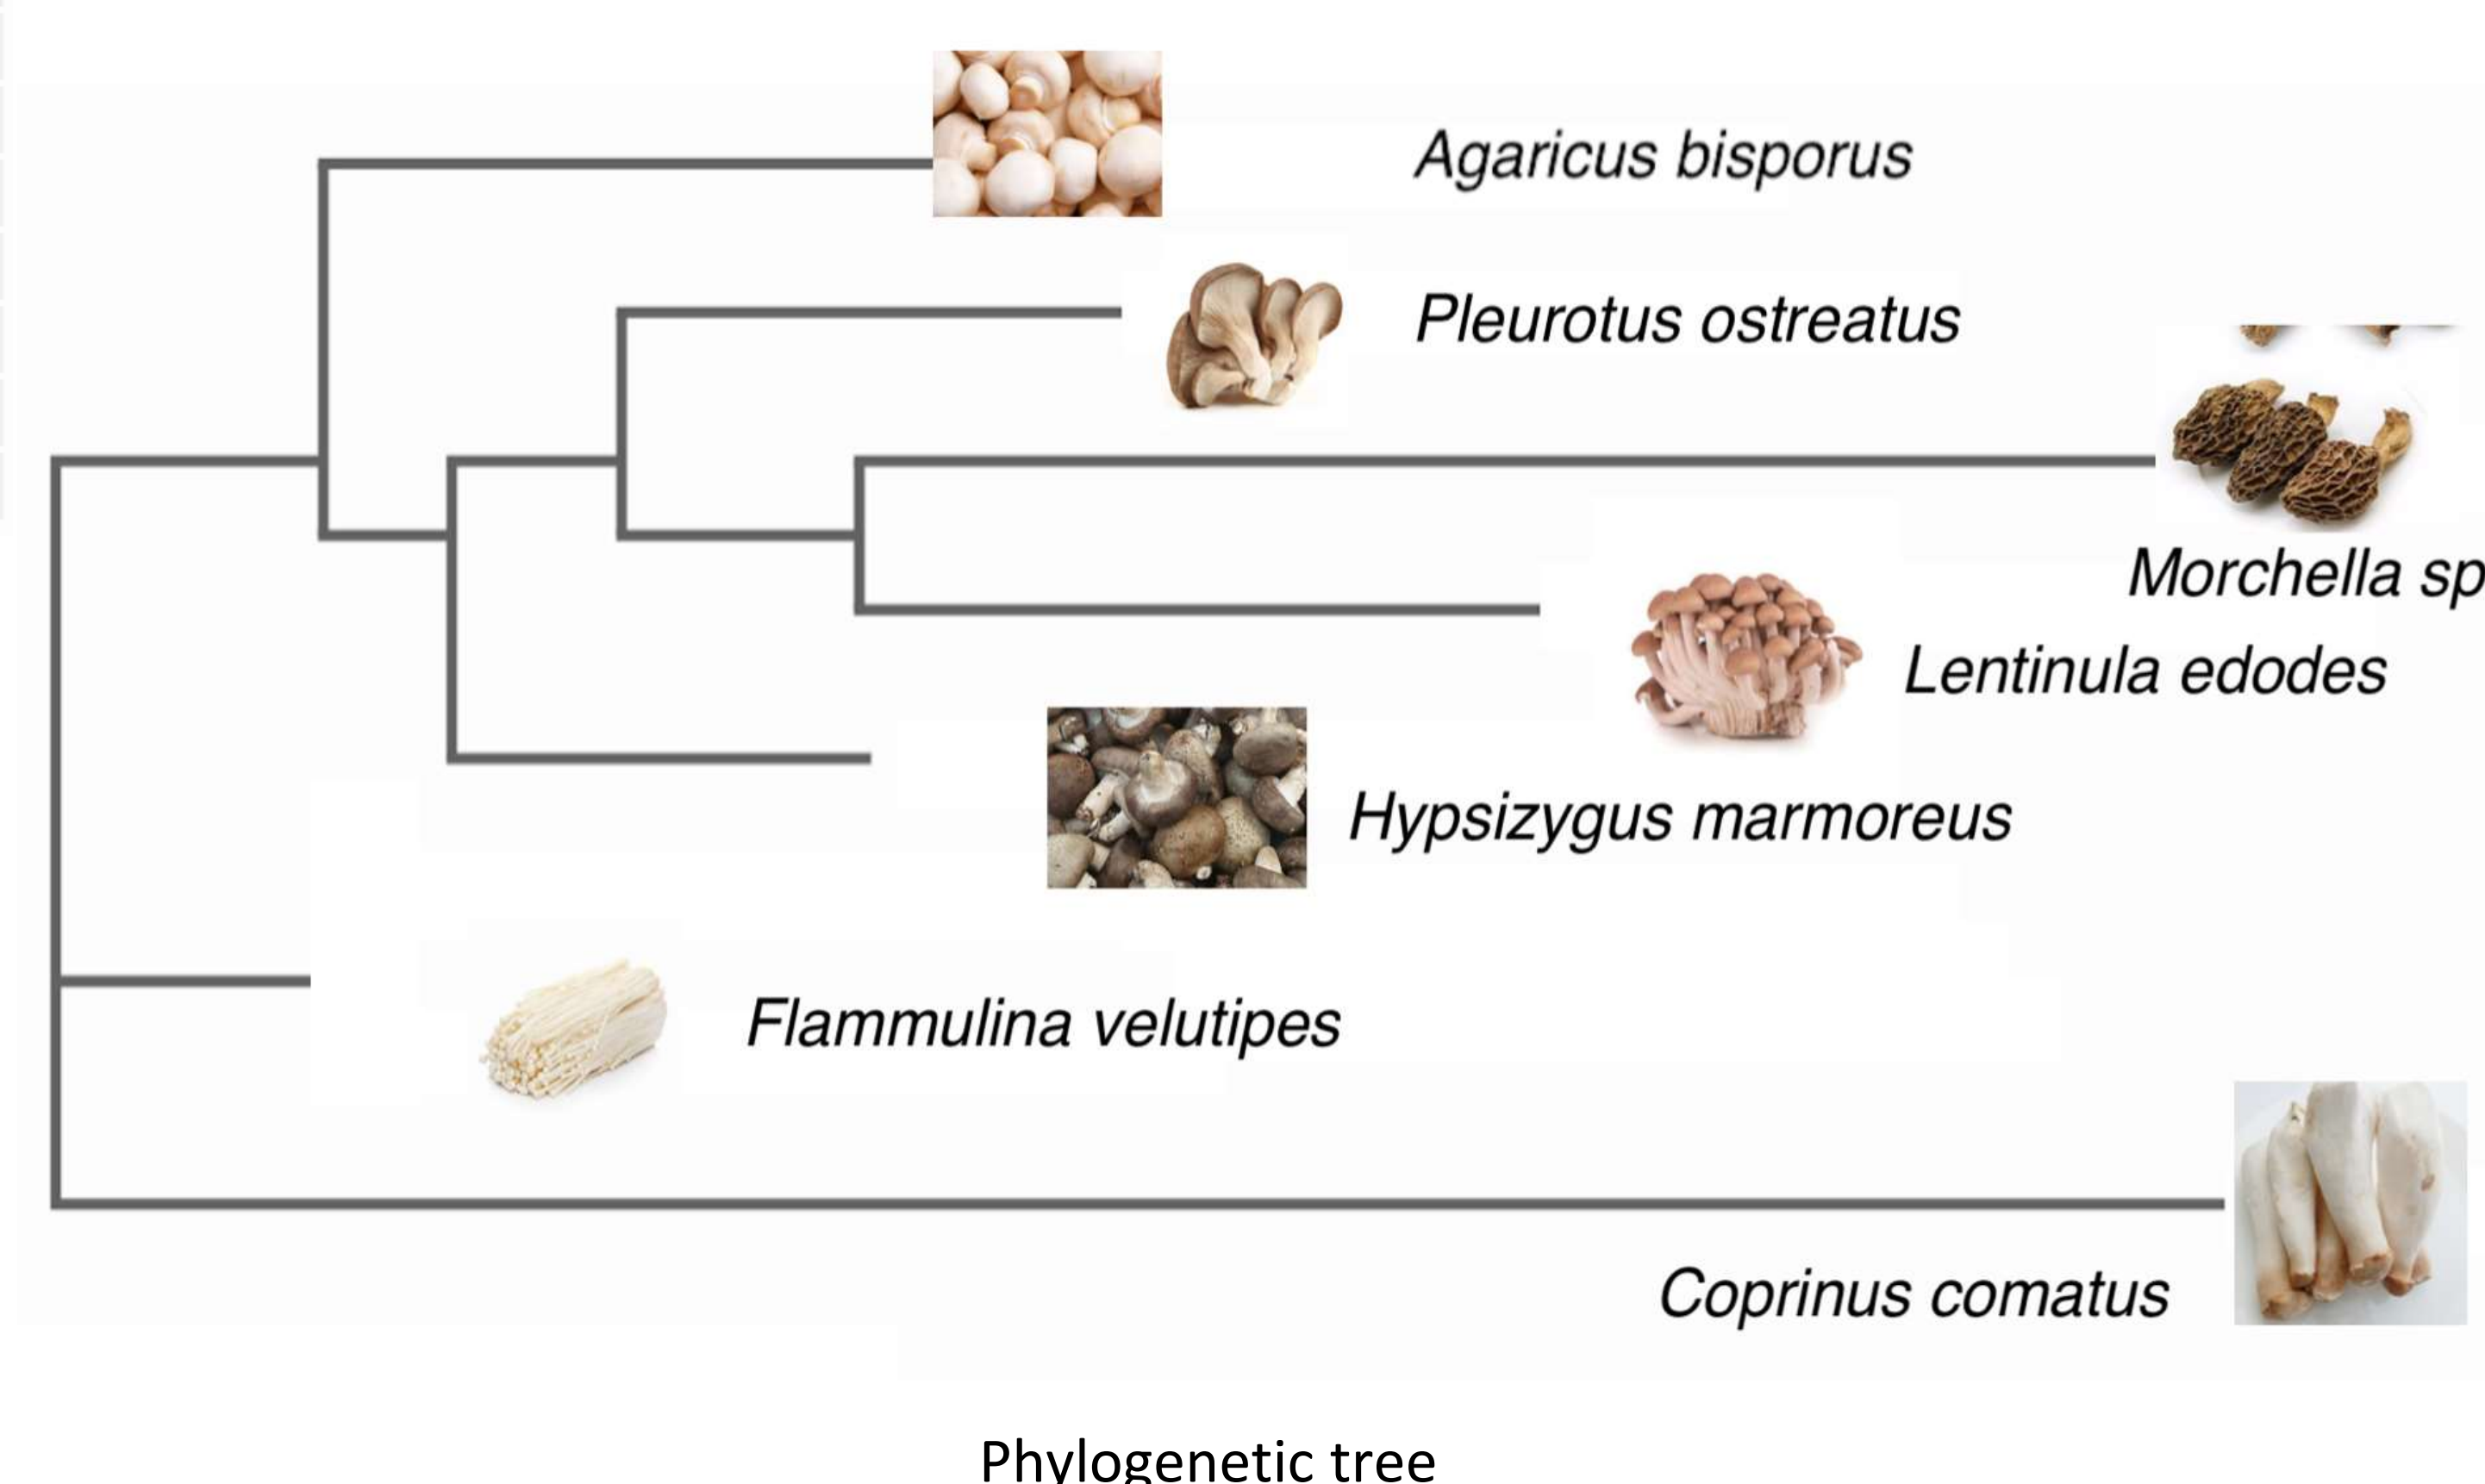 Agaricus bisporus
Pleurotus ostreatus
Morchella sp
Lentinula edodes
Hypsizygus marmoreus
Flammulina velutipes
Coprinus comatus
Phylogenetic tree